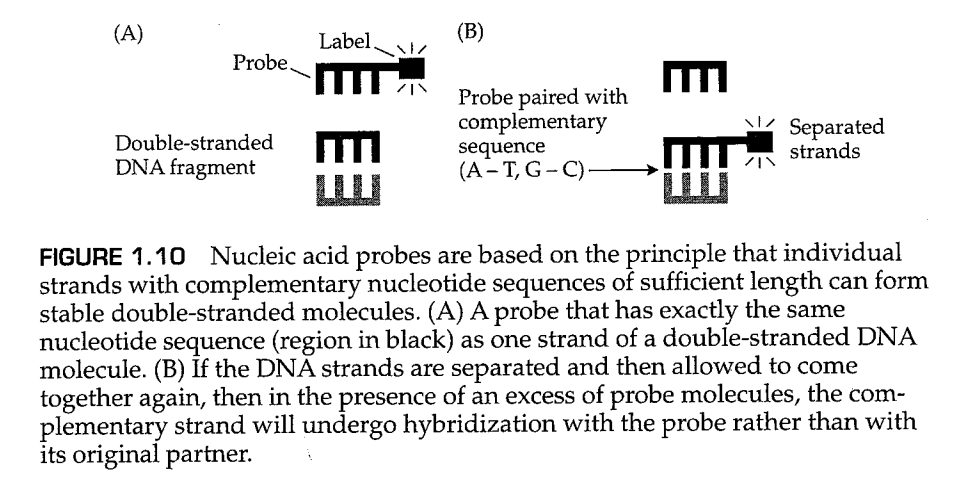 (A)
Label
Probe
Double-stranded
DNA fragment
(B)
Probe paired with
complementary
sequence
(A – T, G – C)
Separated
strands
FIGURE 1.10 Nucleic acid probes are based on the principle that individual
strands with complementary nucleotide sequences of sufficient length can form
stable double-stranded molecules. (A) A probe that has exactly the same
nucleotide sequence (region in black) as one strand of a double-stranded DNA
molecule. (B) If the DNA strands are separated and then allowed to come
together again, then in the presence of an excess of probe molecules, the com-
plementary strand will undergo hybridization with the probe rather than with
its original partner.